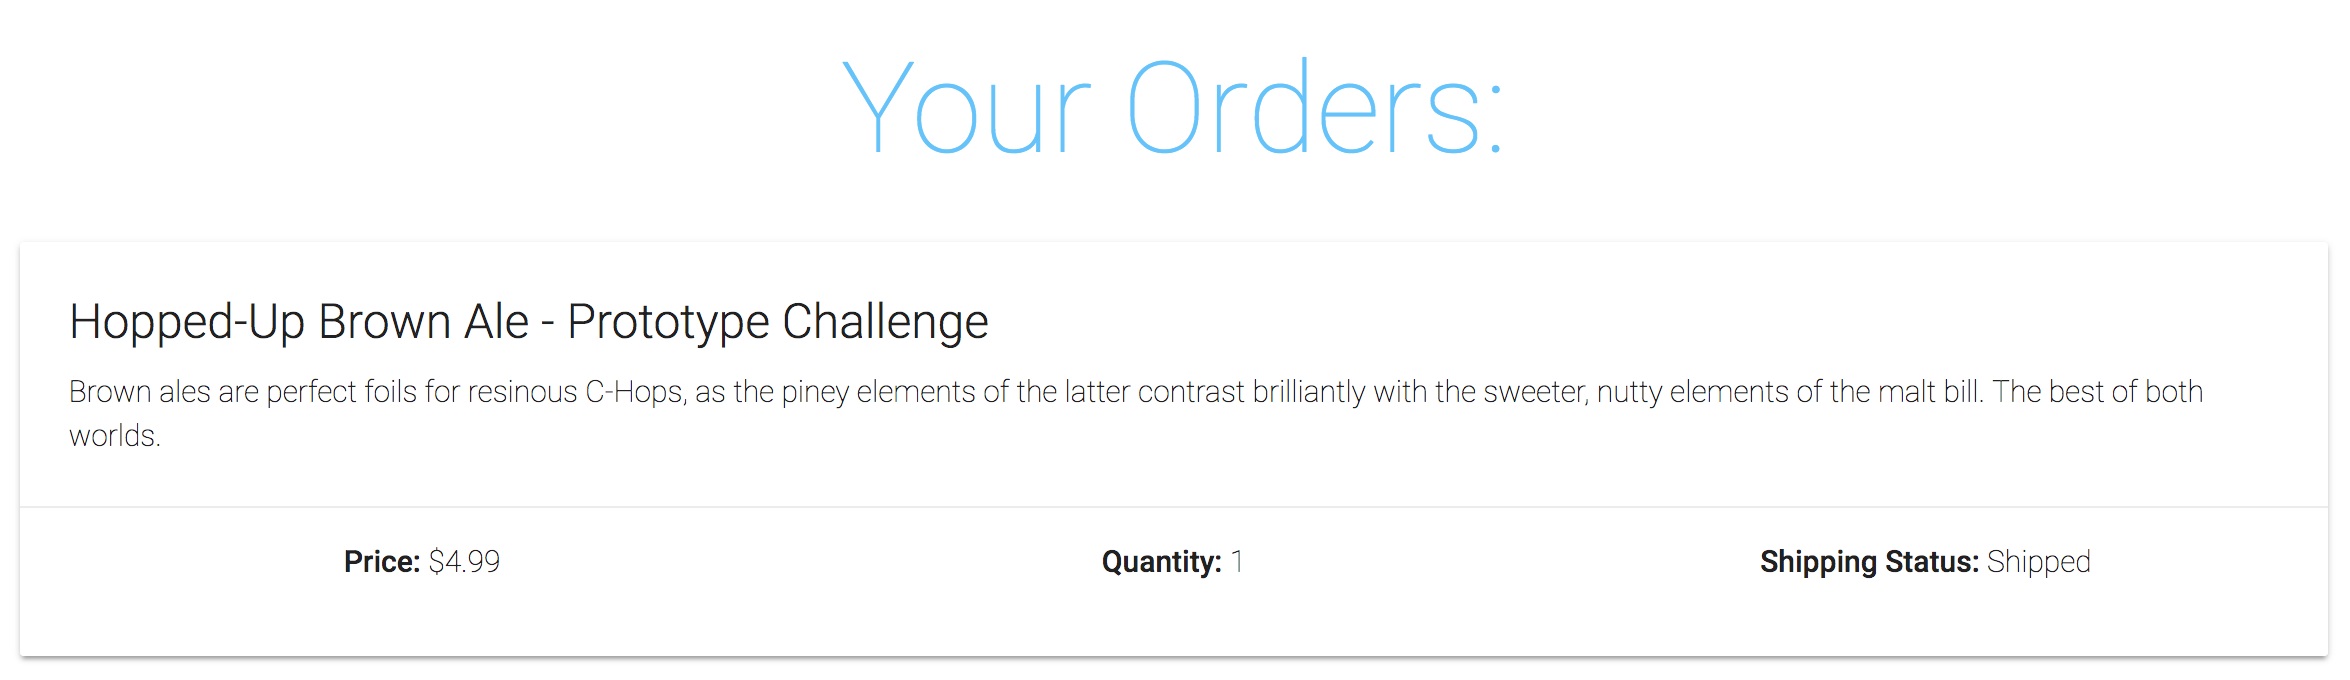 Your Orders:
Hopped-Up Brown Ale - Prototype Challenge
Brown ales are perfect foils for resinous C-Hops, as the piney elements of the latter contrast brilliantly with the sweeter, nutty elements of the malt bill. The best of both
worlds.
Price: $4.99 Quantity: 1 Shipping Status: Shipped